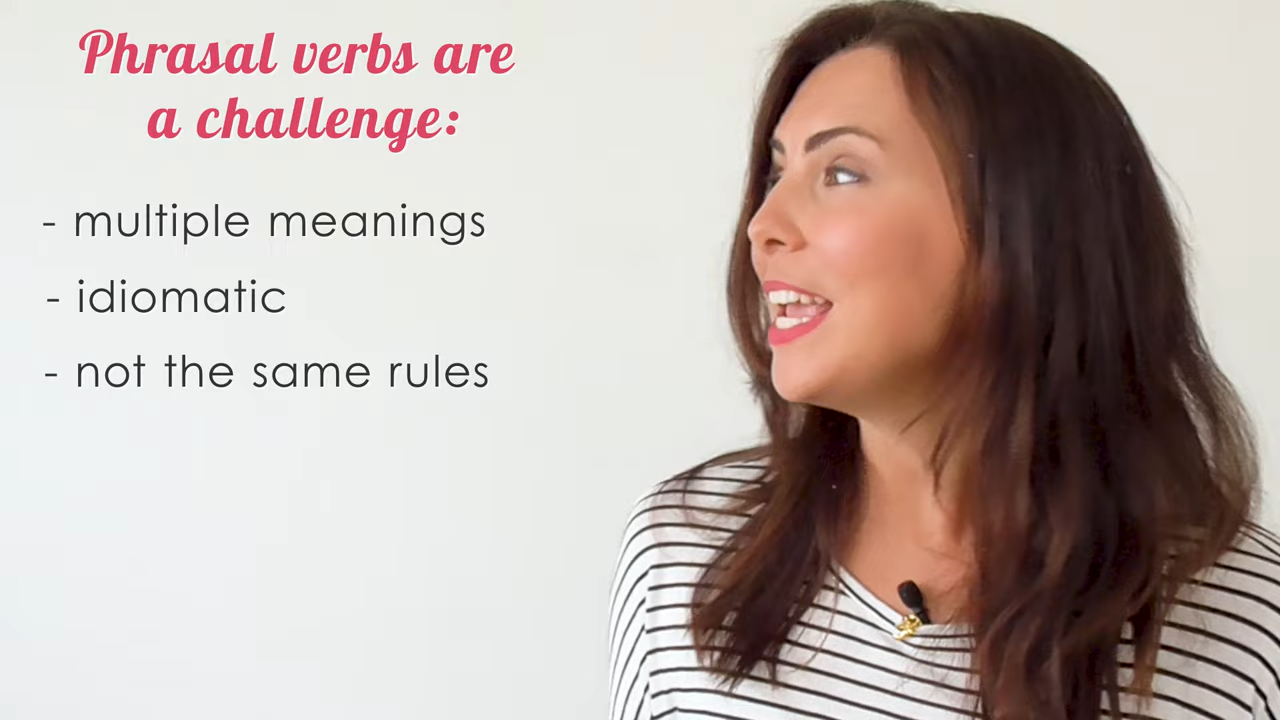 Phrasal verbs are
a challenge:
- multiple meanings
- idiomatic
- not the same rules